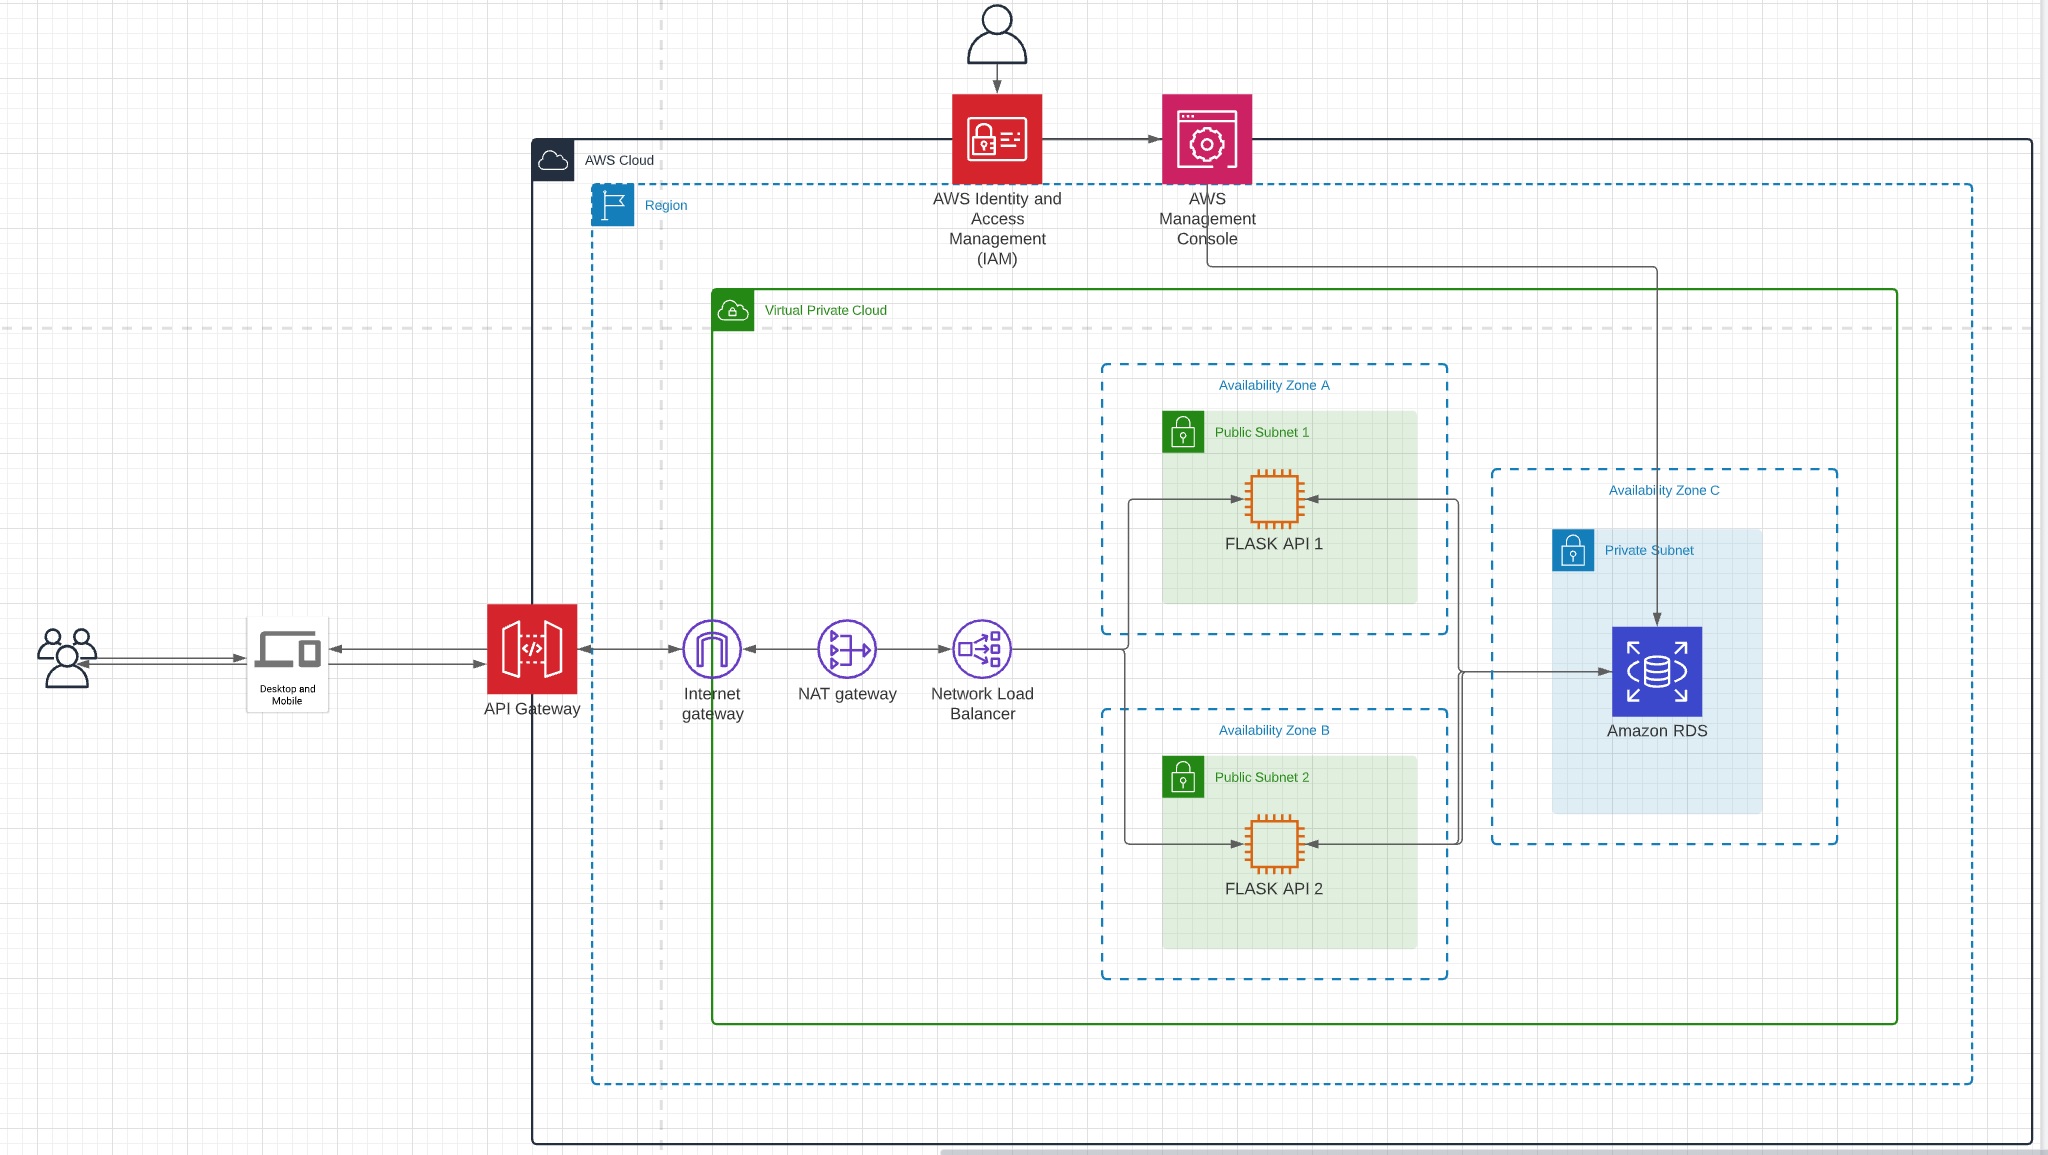 AWS Cloud
AWS Identity and
Access
Management
(IAM)
AWS
Management
Console
Region
Virtual Private Cloud
Availability Zone A
Public Subnet 1
FLASK API 1
Availability Zone C
Private Subnet
Amazon RDS
Desktop and
Mobile
API Gateway
Internet
gateway
NAT gateway
Network Load
Balancer
Availability Zone B
Public Subnet 2
FLASK API 2